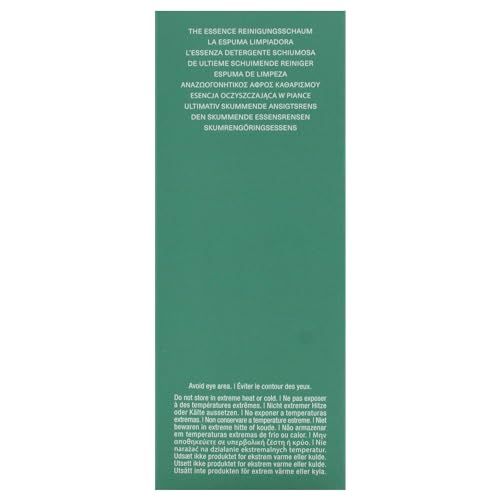 THE ESSENCE REINIGUNGSSCHAUM
LA ESPUMA LIMPIADORA
L'ESSENZA DETERGENTE SCHIUMOSA
DE ULTIEME SCHUIMENDE REINIGER
ESPUMA DE LIMPEZA
ΑΝΑΖΩΟΓΟΝΗΤΙΚΟΣ ΑΦΡΟΣ ΚΑΘΑΡΙΣΜΟΥ
ESENCJA OCZYSZCZAJĄCA W PIANCE
ULTIMATIV SKUMMENDE ANSIGTSRENS
DEN SKUMMENDE ESSENSRENSEN
SKUMRENGÖRINGSESSENS
Avoid eye area. | Éviter le contour des yeux.
Do not store in extreme heat or cold. | Ne pas exposer
à des températures extrêmes. | Nicht extremer Hitze
oder Kälte aussetzen. | No exponer a temperaturas
extremas. | Non conservare a temperature estreme. | Niet
bewaren in extreme hitte of koude. | Não armazenar
em temperaturas extremas de frio ou calor. | Μην
αποθηκεύετε σε υπερβολική ζέστη ή κρύο. | Nie
narażać na działanie ekstremalnych temperatur.
Udsæt ikke produktet for ekstrem varme eller kulde.
Utsett ikke produktet for ekstrem varme eller kulde.
Utsätt inte produkten för extrem värme eller kyla.